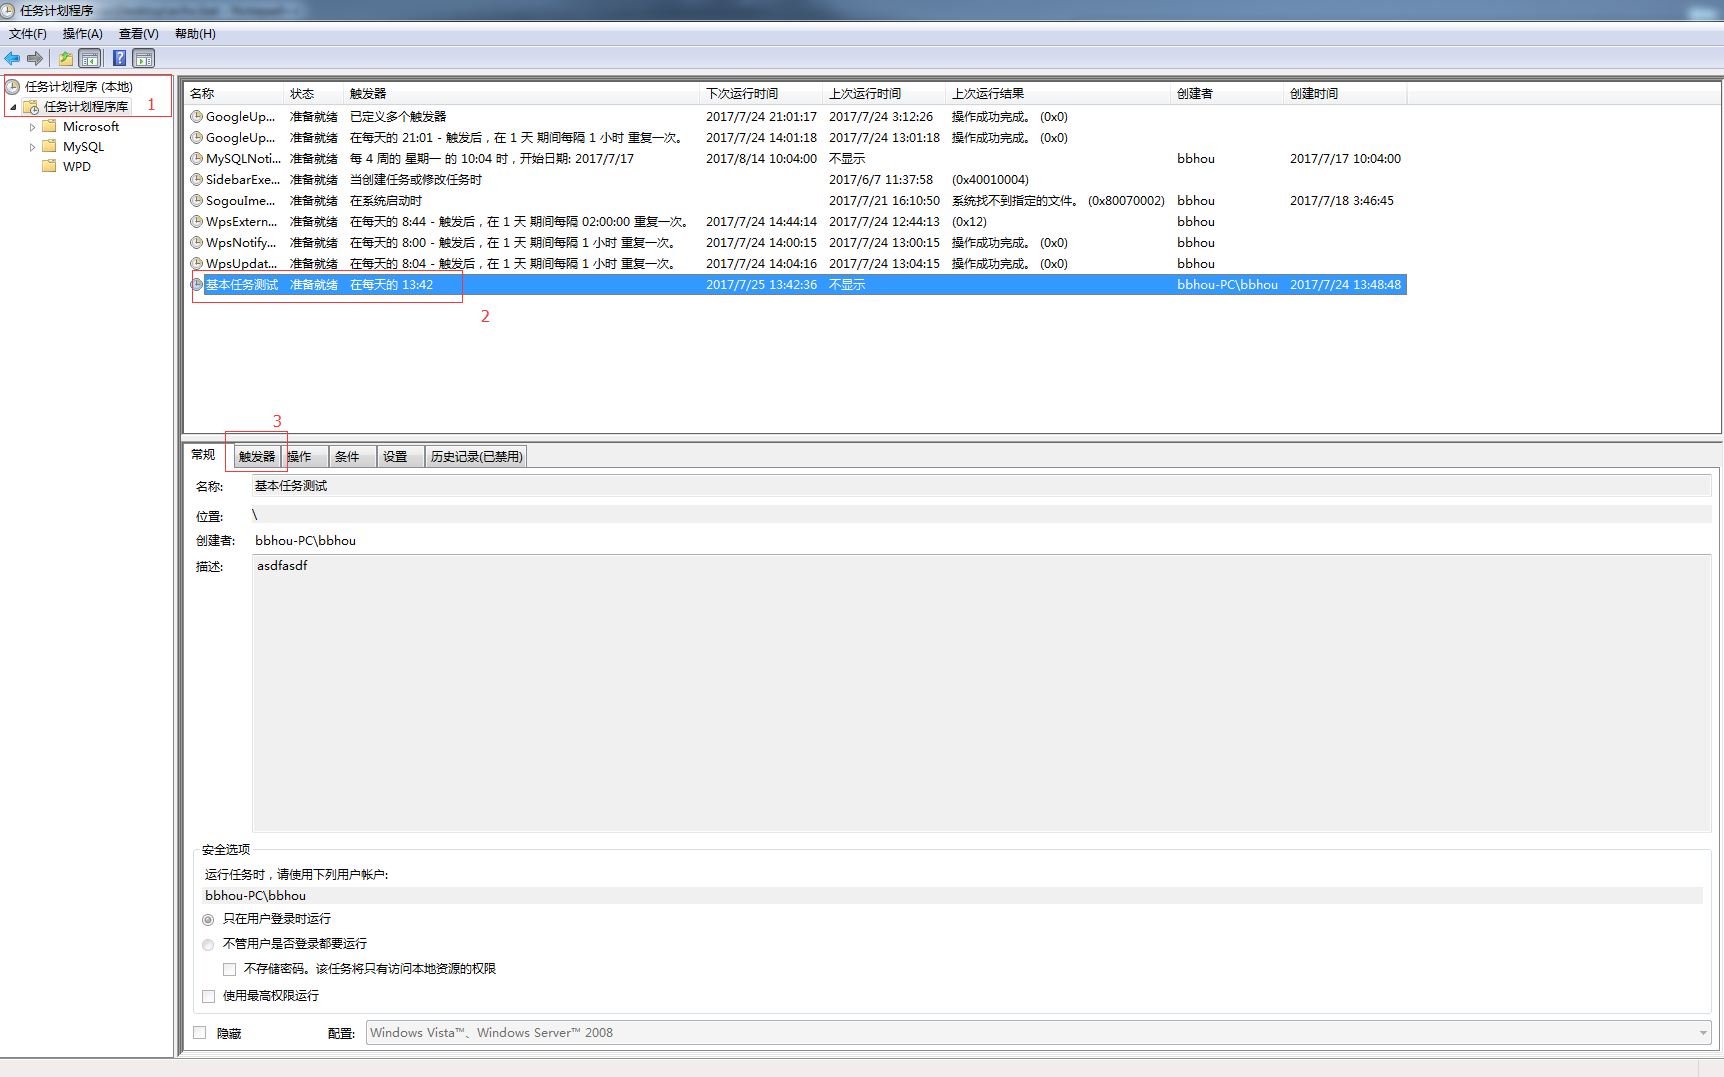 任务计划程序
文件(F) 操作(A) 查看(V) 帮助(H)
任务计划程序 (本地)
任务计划程序库 1
Microsoft
MySQL
WPD
名称 状态 触发器 下次运行时间 上次运行时间 上次运行结果 创建者 创建时间
GoogleUp... 准备就绪 已定义多个触发器 2017/7/24 21:01:17 2017/7/24 3:12:26 操作成功完成。 (0x0)
GoogleUp... 准备就绪 在每天的 21:01 - 触发后，在 1 天 期间每隔 1 小时 重复一次。 2017/7/24 14:01:18 2017/7/24 13:01:18 操作成功完成。 (0x0)
MySQLNoti... 准备就绪 每 4 周的 星期一 的 10:04 时，开始日期: 2017/7/17 2017/8/14 10:04:00 不显示 bbhou 2017/7/17 10:04:00
SidebarExe... 准备就绪 当创建任务或修改任务时 2017/6/7 11:37:58 (0x40010004)
SogouIme... 准备就绪 在系统启动时 2017/7/21 16:10:50 系统找不到指定的文件。 (0x80070002) bbhou 2017/7/18 3:46:45
WpsExtern... 准备就绪 在每天的 8:44 - 触发后，在 1 天 期间每隔 02:00:00 重复一次。 2017/7/24 14:44:14 2017/7/24 12:44:13 (0x12) bbhou
WpsNotify... 准备就绪 在每天的 8:00 - 触发后，在 1 天 期间每隔 1 小时 重复一次。 2017/7/24 14:00:15 2017/7/24 13:00:15 操作成功完成。 (0x0) bbhou
WpsUpdat... 准备就绪 在每天的 8:04 - 触发后，在 1 天 期间每隔 1 小时 重复一次。 2017/7/24 14:04:16 2017/7/24 13:04:15 操作成功完成。 (0x0) bbhou
基本任务测试 准备就绪 在每天的 13:42 2017/7/25 13:42:36 不显示 bbhou-PC\bbhou 2017/7/24 13:48:48
2
3
常规 触发器 操作 条件 设置 历史记录(已禁用)
名称: 基本任务测试
位置: \
创建者: bbhou-PC\bbhou
描述: asdfasdf
安全选项
运行任务时，请使用下列用户帐户:
bbhou-PC\bbhou
只在用户登录时运行
不管用户是否登录都要运行
不存储密码。该任务将只有访问本地资源的权限
使用最高权限运行
隐藏 配置: Windows Vista™、Windows Server™ 2008